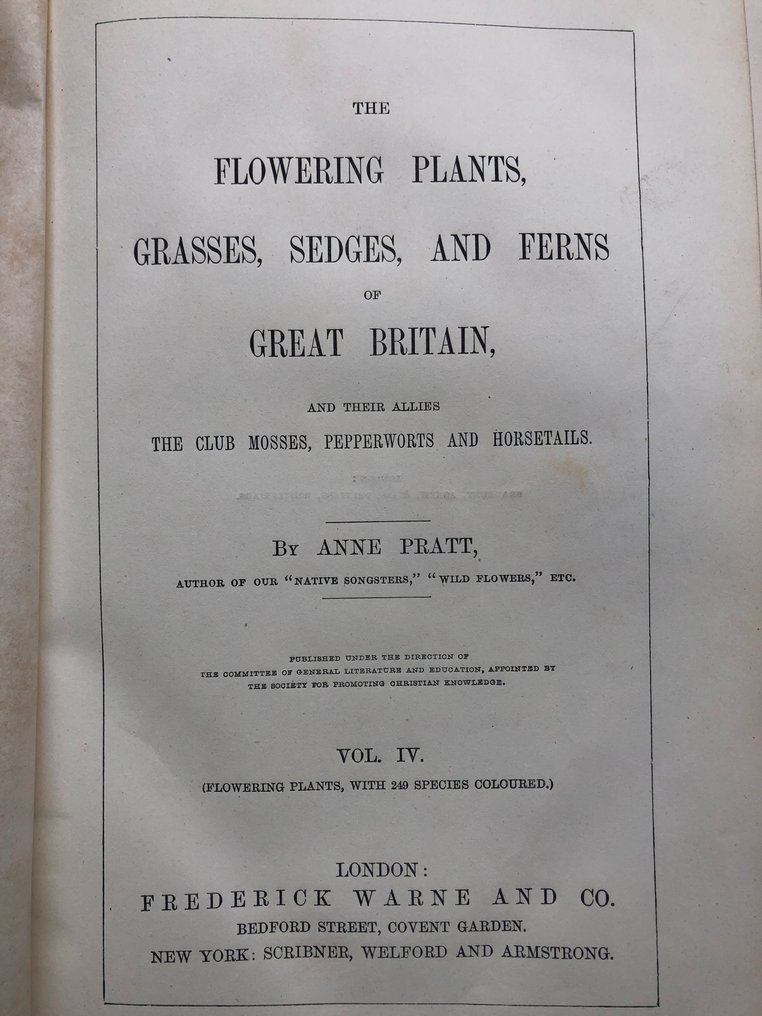 THE
FLOWERING PLANTS,
GRASSES, SEDGES, AND FERNS
OF
GREAT BRITAIN,
AND THEIR ALLIES
THE CLUB MOSSES, PEPPERWORTS AND HORSETAILS.
BY ANNE PRATT,
AUTHOR OF OUR “NATIVE SONGSTERS,” “WILD FLOWERS,” ETC.
PUBLISHED UNDER THE DIRECTION OF
THE COMMITTEE OF GENERAL LITERATURE AND EDUCATION, APPOINTED BY
THE SOCIETY FOR PROMOTING CHRISTIAN KNOWLEDGE.
VOL. IV.
(FLOWERING PLANTS, WITH 249 SPECIES COLOURED.)
LONDON:
FREDERICK WARNE AND CO.
BEDFORD STREET, COVENT GARDEN.
NEW YORK: SCRIBNER, WELFORD AND ARMSTRONG.